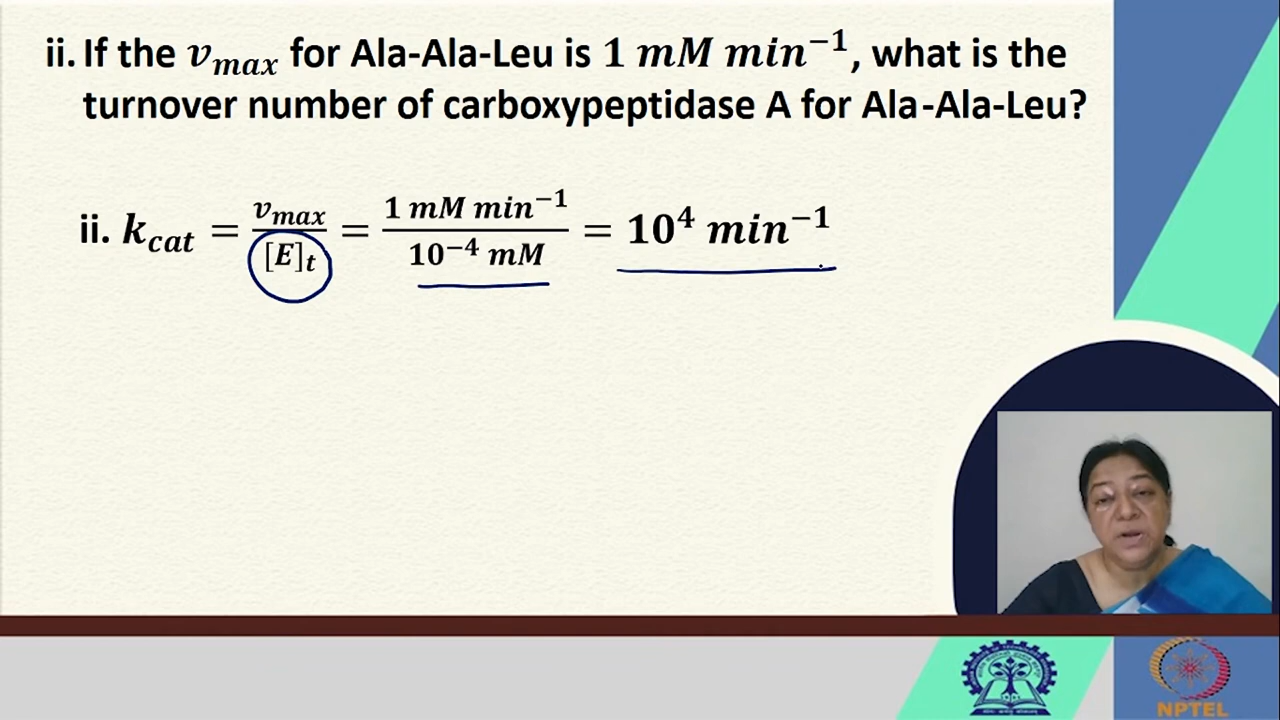 ii. If the v_max for Ala-Ala-Leu is 1 mM min⁻¹, what is the
turnover number of carboxypeptidase A for Ala-Ala-Leu?
ii. k_cat = v_max / [E]_t = 1 mM min⁻¹ / 10⁻⁴ mM = 10⁴ min⁻¹
NPTEL